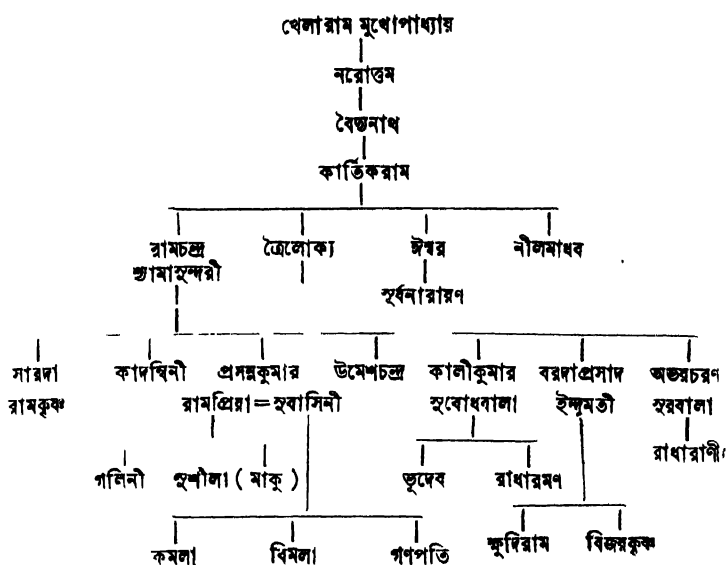 খেলারাম মুখোপাধ্যায়
নরোত্তম
বৈদ্যনাথ
কার্তিকরাম
রামচন্দ্র ত্রৈলোক্য ঈশ্বর নীলমাধব
শ্যামাসুন্দরী
সূর্যনারায়ণ
সারদা কাদম্বিনী প্রসন্নকুমার উমেশচন্দ্র কালীকুমার বরদাপ্রসাদ অভয়চরণ
রামকৃষ্ণ রামপ্রিয়া=সুবাসিনী সুবোধবালা ইন্দুমতী সুরবালা
রাধারাণী
গলিনী সুশীলা ( মাকু ) ভূদেব রাধারমণ
কমলা বিমলা গণপতি ক্ষুদিরাম বিজয়কৃষ্ণ